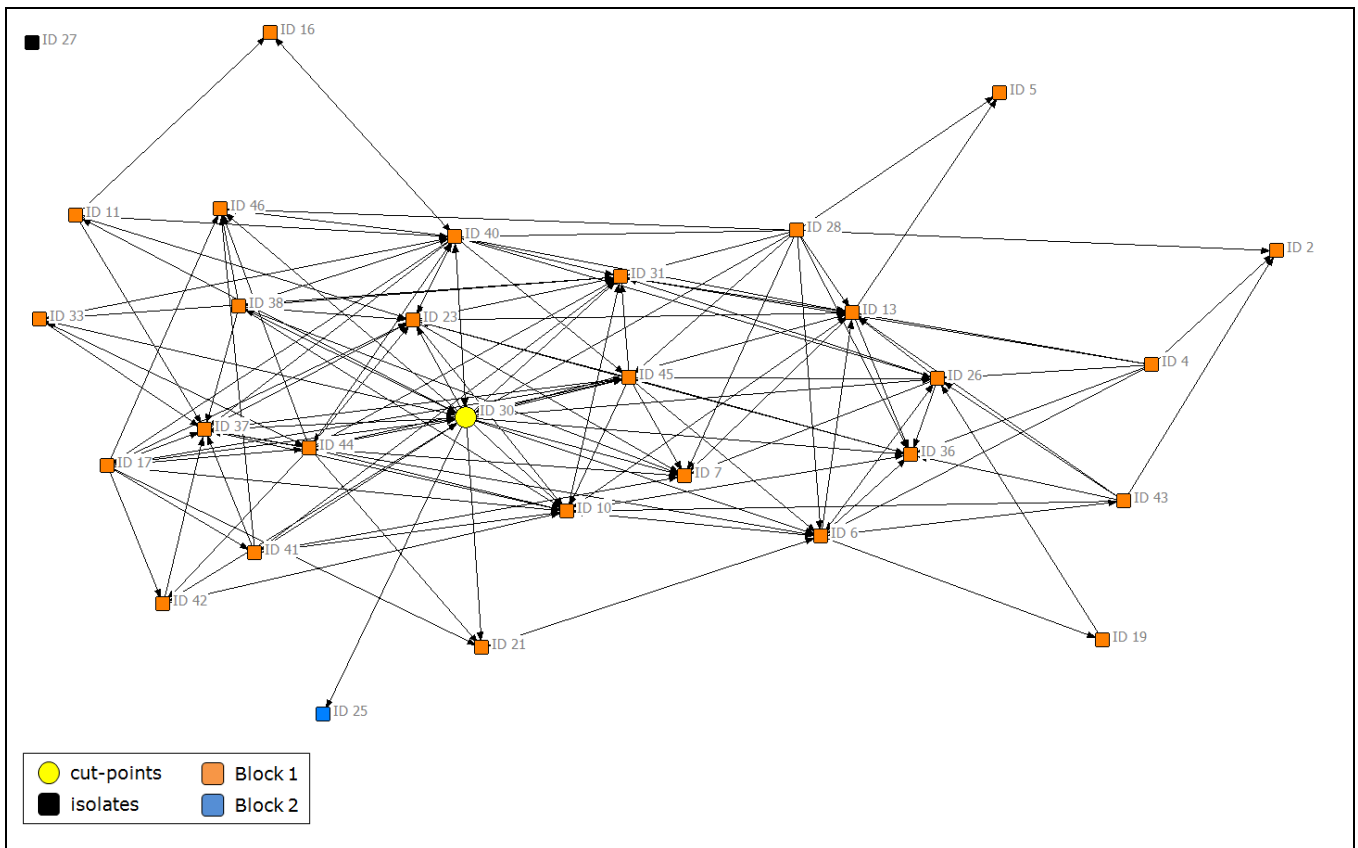 ID 16
ID 27
ID 5
ID 46
ID 11
ID 28
ID 40
ID 2
ID 31
ID 38
ID 13
ID 33
ID 23
ID 4
ID 45
ID 26
ID 30
ID 37
ID 44
ID 36
ID 17
ID 7
ID 43
ID 10
ID 6
ID 41
ID 42
ID 19
ID 21
ID 25
cut-points
Block 1
isolates
Block 2